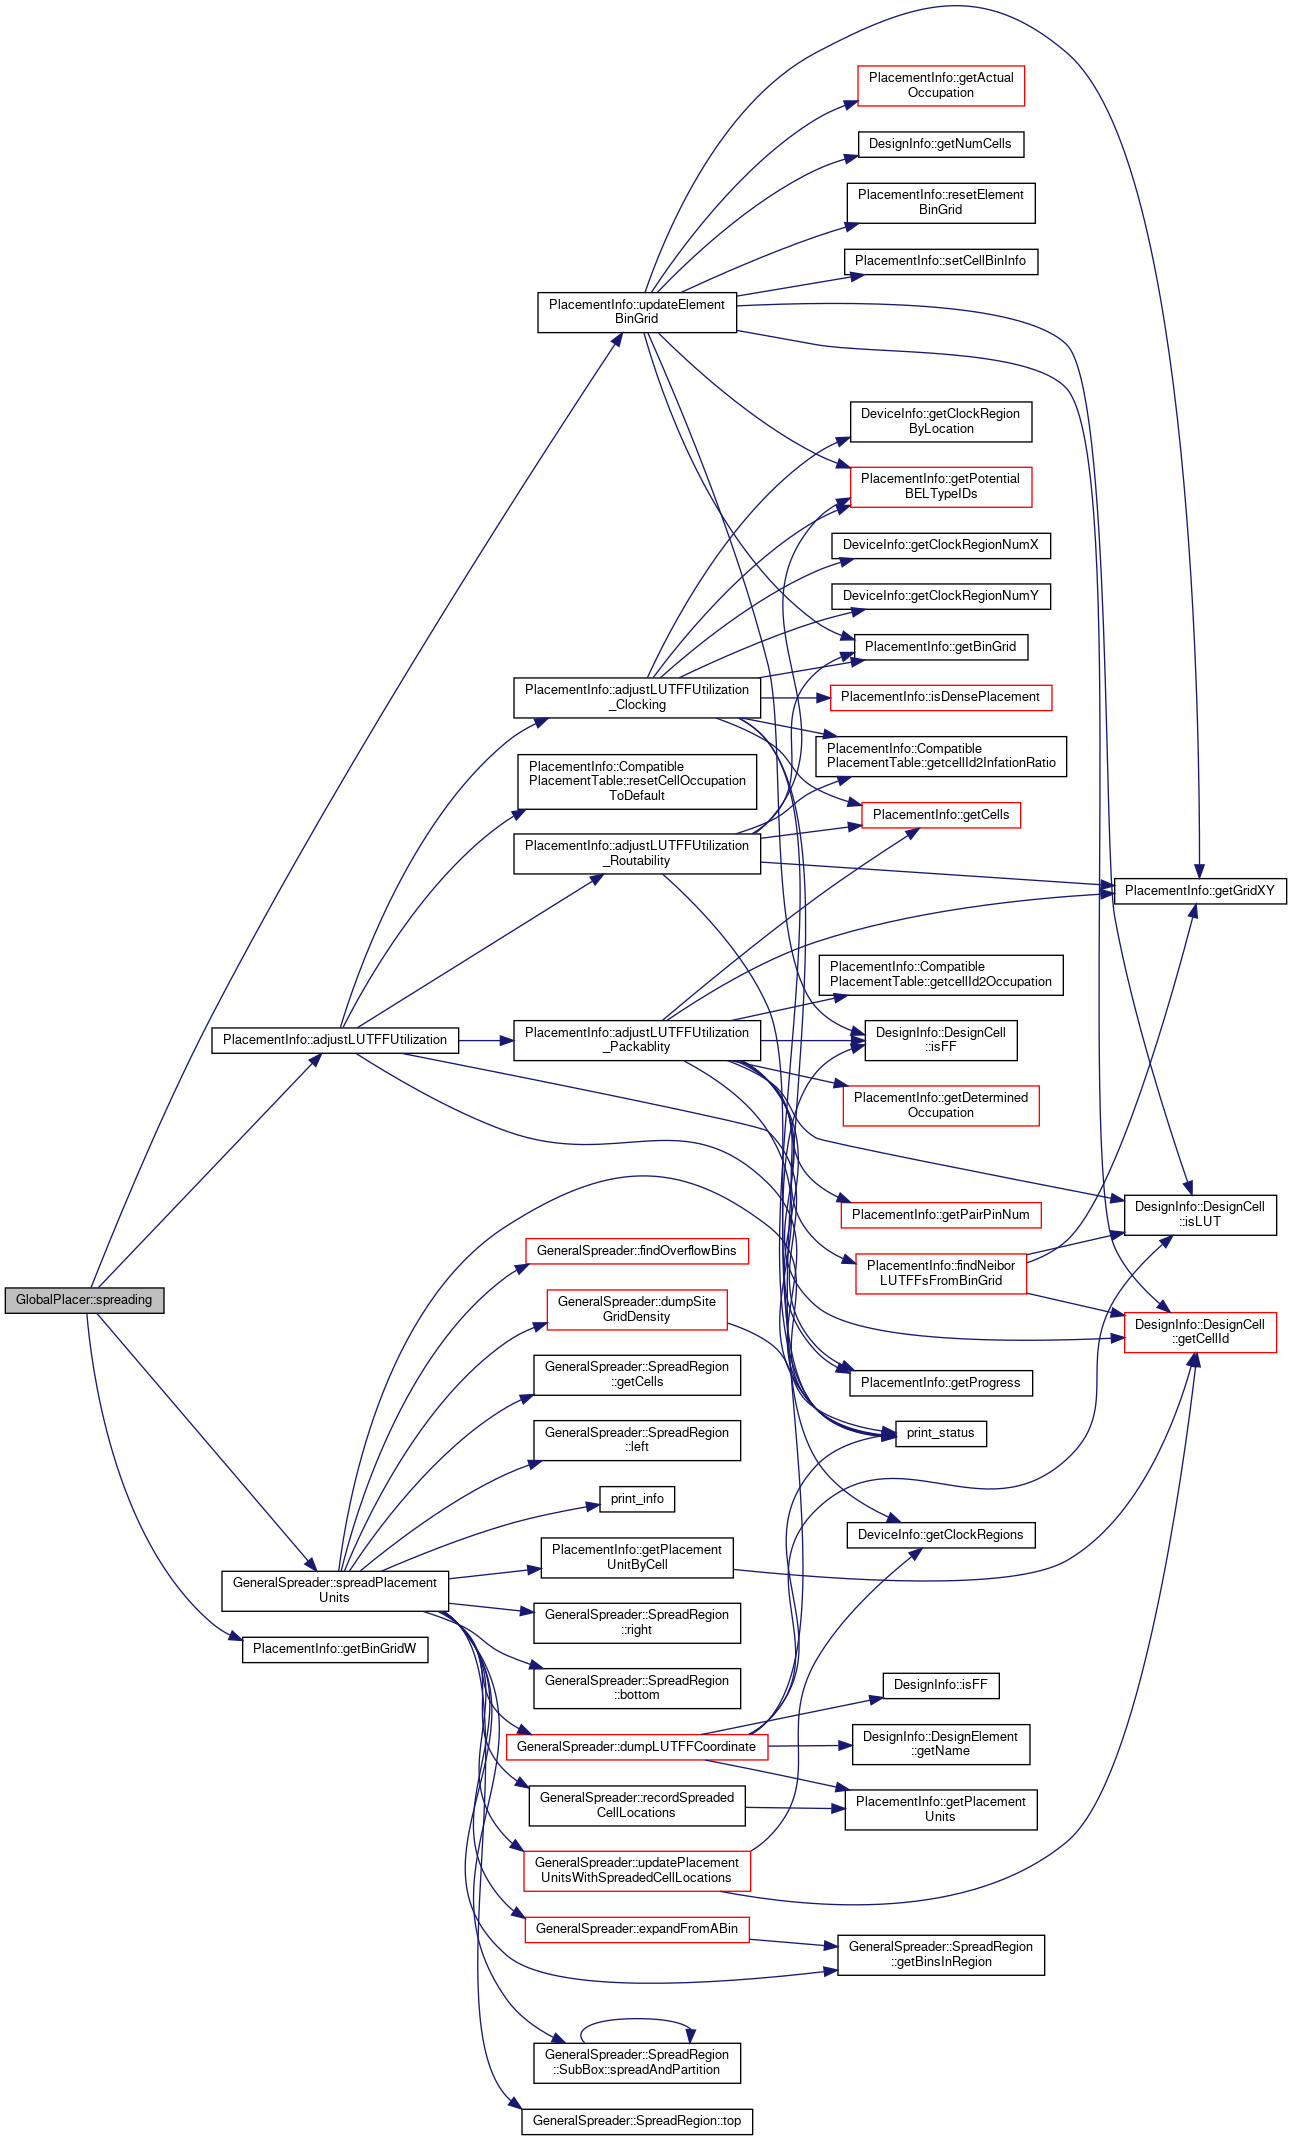 PlacementInfo::getActual
Occupation
DesignInfo::getNumCells
PlacementInfo::resetElement
BinGrid
PlacementInfo::setCellBinInfo
PlacementInfo::updateElement
BinGrid
DeviceInfo::getClockRegion
ByLocation
PlacementInfo::getPotential
BELTypeIDs
DeviceInfo::getClockRegionNumX
DeviceInfo::getClockRegionNumY
PlacementInfo::getBinGrid
PlacementInfo::adjustLUTFFUtilization
_Clocking
PlacementInfo::isDensePlacement
PlacementInfo::Compatible
PlacementTable::getcellId2InfationRatio
PlacementInfo::Compatible
PlacementTable::resetCellOccupation
ToDefault
PlacementInfo::getCells
PlacementInfo::adjustLUTFFUtilization
_Routability
PlacementInfo::getGridXY
PlacementInfo::Compatible
PlacementTable::getcellId2Occupation
PlacementInfo::adjustLUTFFUtilization
PlacementInfo::adjustLUTFFUtilization
_Packablity
DesignInfo::DesignCell
::isFF
PlacementInfo::getDetermined
Occupation
PlacementInfo::getPairPinNum
DesignInfo::DesignCell
::isLUT
GeneralSpreader::findOverflowBins
PlacementInfo::findNeibor
LUTFFsFromBinGrid
GlobalPlacer::spreading
GeneralSpreader::dumpSite
GridDensity
DesignInfo::DesignCell
::getCellId
GeneralSpreader::SpreadRegion
::getCells
PlacementInfo::getProgress
GeneralSpreader::SpreadRegion
::left
print_status
print_info
DeviceInfo::getClockRegions
PlacementInfo::getPlacement
UnitByCell
GeneralSpreader::spreadPlacement
Units
GeneralSpreader::SpreadRegion
::right
PlacementInfo::getBinGridW
GeneralSpreader::SpreadRegion
::bottom
DesignInfo::isFF
GeneralSpreader::dumpLUTFFCoordinate
DesignInfo::DesignElement
::getName
GeneralSpreader::recordSpreaded
CellLocations
PlacementInfo::getPlacement
Units
GeneralSpreader::updatePlacement
UnitsWithSpreadedCellLocations
GeneralSpreader::expandFromABin
GeneralSpreader::SpreadRegion
::getBinsInRegion
GeneralSpreader::SpreadRegion
::SubBox::spreadAndPartition
GeneralSpreader::SpreadRegion::top